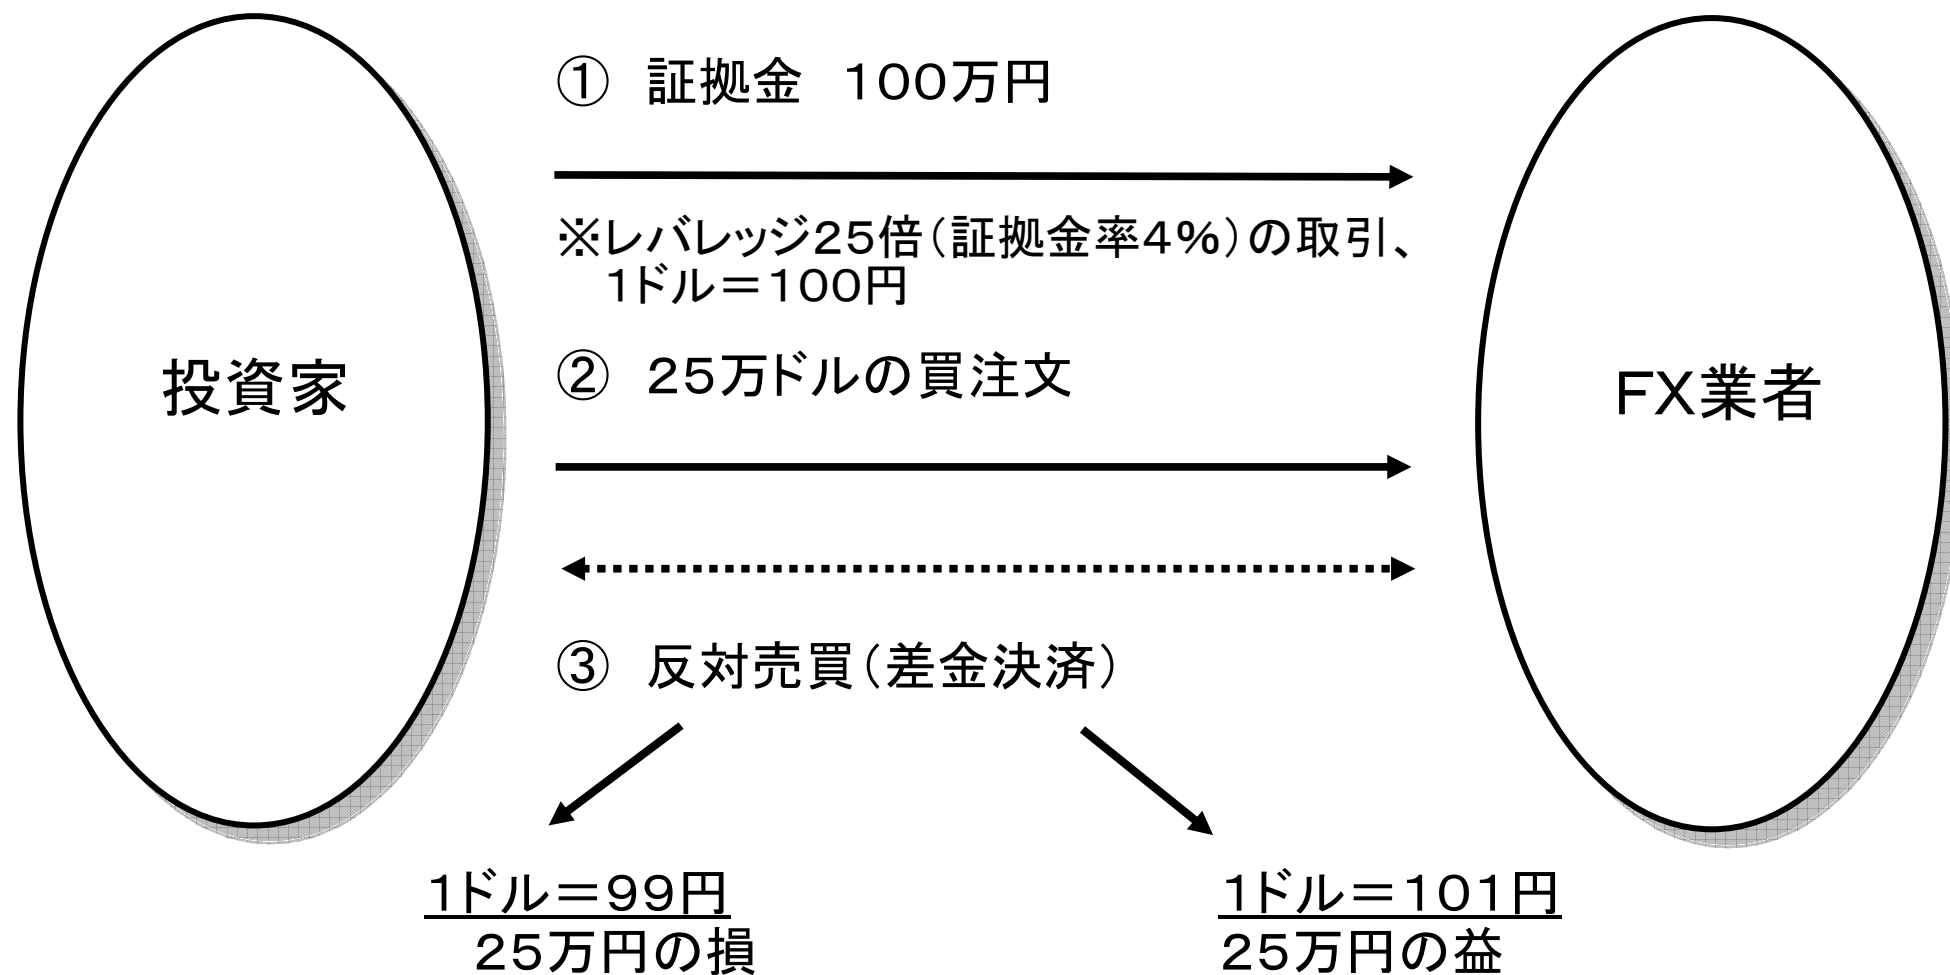 ① 証拠金 100万円
※レバレッジ25倍(証拠金率4%)の取引、
1ドル=100円
投資家
② 25万ドルの買注文
FX業者
③ 反対売買(差金決済)
1ドル=99円
25万円の損
1ドル=101円
25万円の益